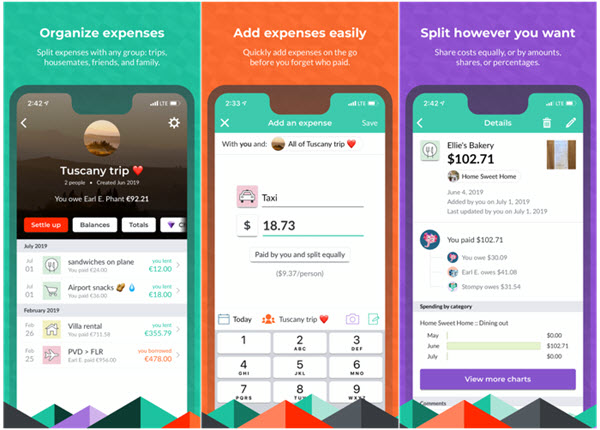 Organize expenses
Split expenses with any group: trips,
housemates, friends, and family.
2:42
LTE
Tuscany trip ❤️
2 people • Created Jun 2019
You owe Earl E. Phant €92.21
Settle up
Balances
Totals
July 2019
Jul
01
sandwiches on plane
You paid €24.00
you lent
€12.00
Jul
01
Airport snacks
You paid €36.00
you lent
€18.00
February 2019
Feb
26
Villa rental
You paid €711.58
you lent
€355.79
Feb
25
PVD > FLR
Earl E. paid €956.00
you borrowed
€478.00
Add expenses easily
Quickly add expenses on the go
before you forget who paid.
2:33
LTE
Add an expense
Save
With you and:
All of Tuscany trip ❤️
Taxi
$
18.73
Paid by you and split equally
($9.37/person)
Today
Tuscany trip ❤️
1
2
ABC
3
DEF
4
GHI
5
JKL
6
MNO
7
PQRS
8
TUV
9
WXYZ
Split however you want
Share costs equally, or by amounts,
shares, or percentages.
2:42
LTE
Details
Ellie's Bakery
$102.71
Home Sweet Home
June 4, 2019
Added by you on July 1, 2019
Last updated by you on July 1, 2019
You paid $102.71
You owe $30.09
Earl E. owes $41.08
Stompy owes $31.54
Spending by category
Home Sweet Home :: Dining out
May
$0.00
June
$102.71
July
$0.00
View more charts
Comments